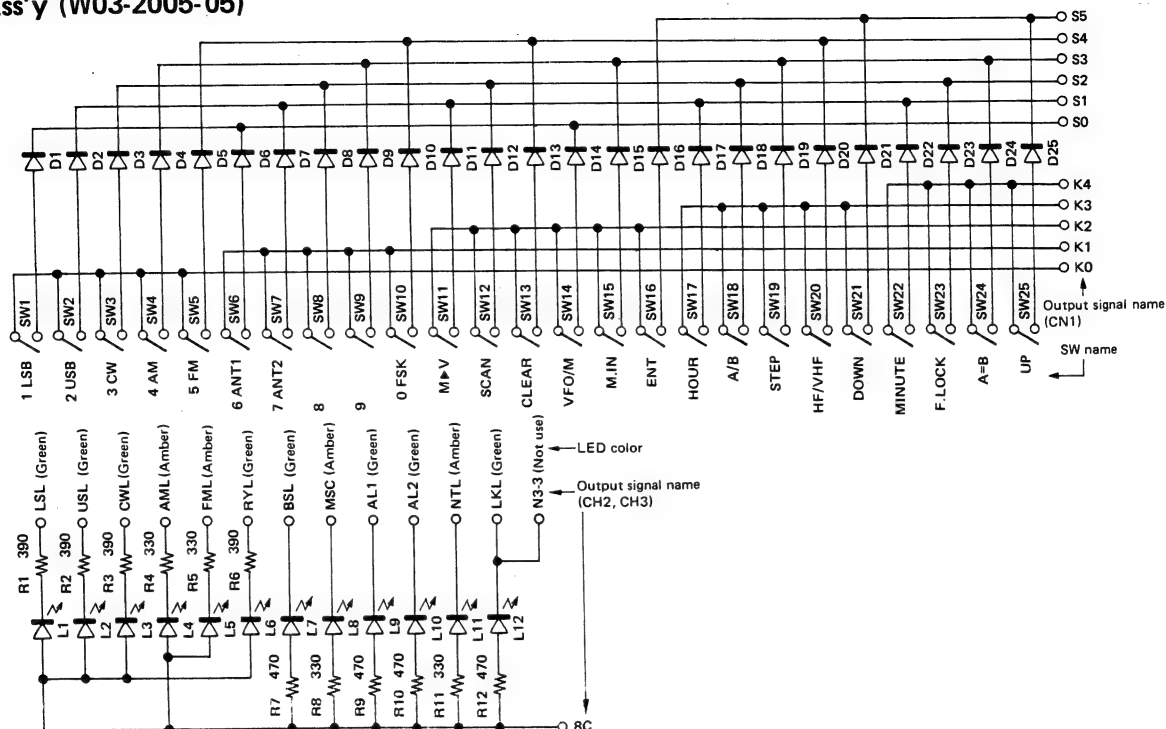 ss'y (W03-2005-05)
S5
S4
S3
S2
S1
S0
D1 D2 D3 D4 D5 D6 D7 D8 D9 D10 D11 D12 D13 D14 D15 D16 D17 D18 D19 D20 D21 D22 D23 D24 D25
K4
K3
K2
K1
K0
SW1 SW2 SW3 SW4 SW5 SW6 SW7 SW8 SW9 SW10 SW11 SW12 SW13 SW14 SW15 SW16 SW17 SW18 SW19 SW20 SW21 SW22 SW23 SW24 SW25
Output signal name
(CN1)
SW name
1 LSB
2 USB
3 CW
4 AM
5 FM
6 ANT1
7 ANT2
8
9
0 FSK
M▶V
SCAN
CLEAR
VFO/M
M.IN
ENT
HOUR
A/B
STEP
HF/VHF
DOWN
MINUTE
F.LOCK
A=B
UP
LSL (Green)
USL (Green)
CWL (Green)
AML (Amber)
FML (Amber)
RYL (Green)
BSL (Green)
MSC (Amber)
AL1 (Green)
AL2 (Green)
NTL (Amber)
LKL (Green)
N3-3 (Not use)
LED color
Output signal name
(CH2, CH3)
R1 390
R2 390
R3 390
R4 330
R5 330
R6 390
L1 L2 L3 L4 L5 L6 L7 L8 L9 L10 L11 L12
R7 470
R8 330
R9 470
R10 470
R11 330
R12 470
8C